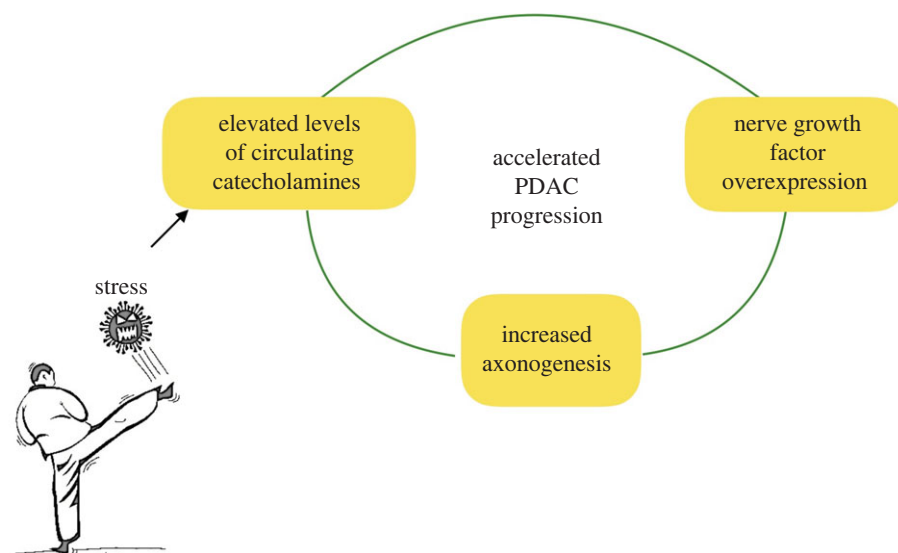 elevated levels
of circulating
catecholamines
nerve growth
factor
overexpression
accelerated
PDAC
progression
stress
increased
axonogenesis